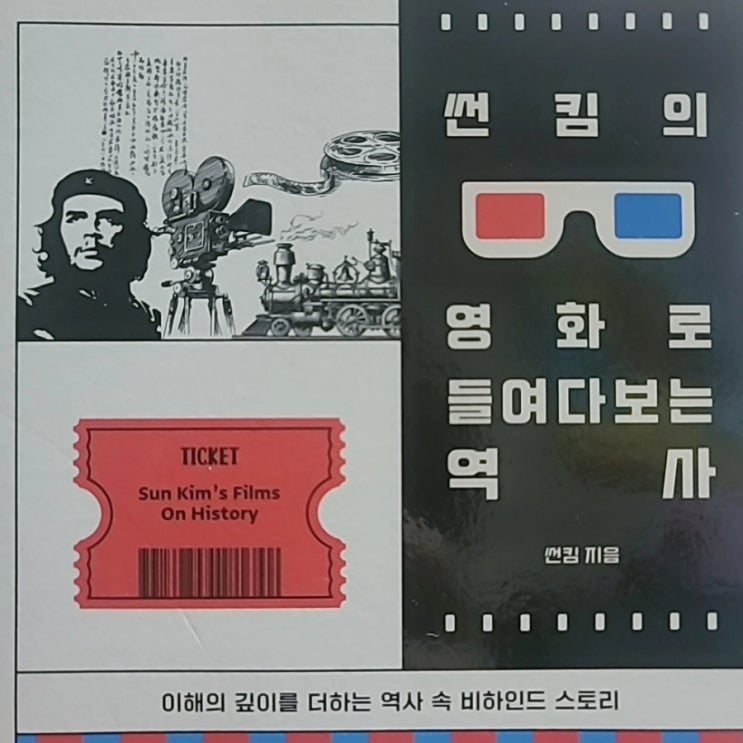 썬킴의
영화로
들여다보는
역사
썬킴 지음
TICKET
Sun Kim's Films
On History
이해의 깊이를 더하는 역사 속 비하인드 스토리